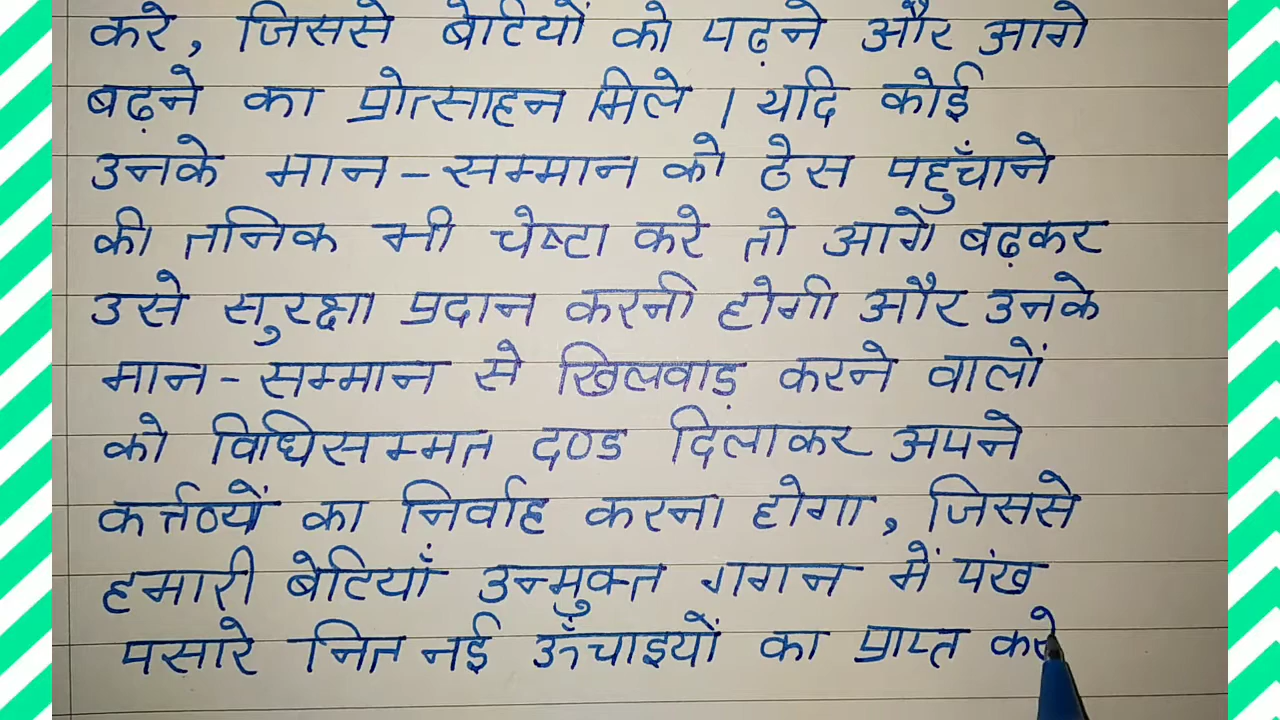 करे, जिससे बेटियों को पढ़ने और आगे
बढ़ने का प्रोत्साहन मिले । यदि कोई
उनके मान-सम्मान को ठेस पहुँचाने
की तनिक भी चेष्टा करे तो आगे बढ़कर
उसे सुरक्षा प्रदान करनी होगी और उनके
मान-सम्मान से खिलवाड़ करने वालों
को विधिसम्मत दण्ड दिलाकर अपने
कर्त्तव्यों का निर्वाह करना होगा, जिससे
हमारी बेटियाँ उन्मुक्त गगन में पंख
पसारे नित नई ऊँचाइयों का प्राप्त करे